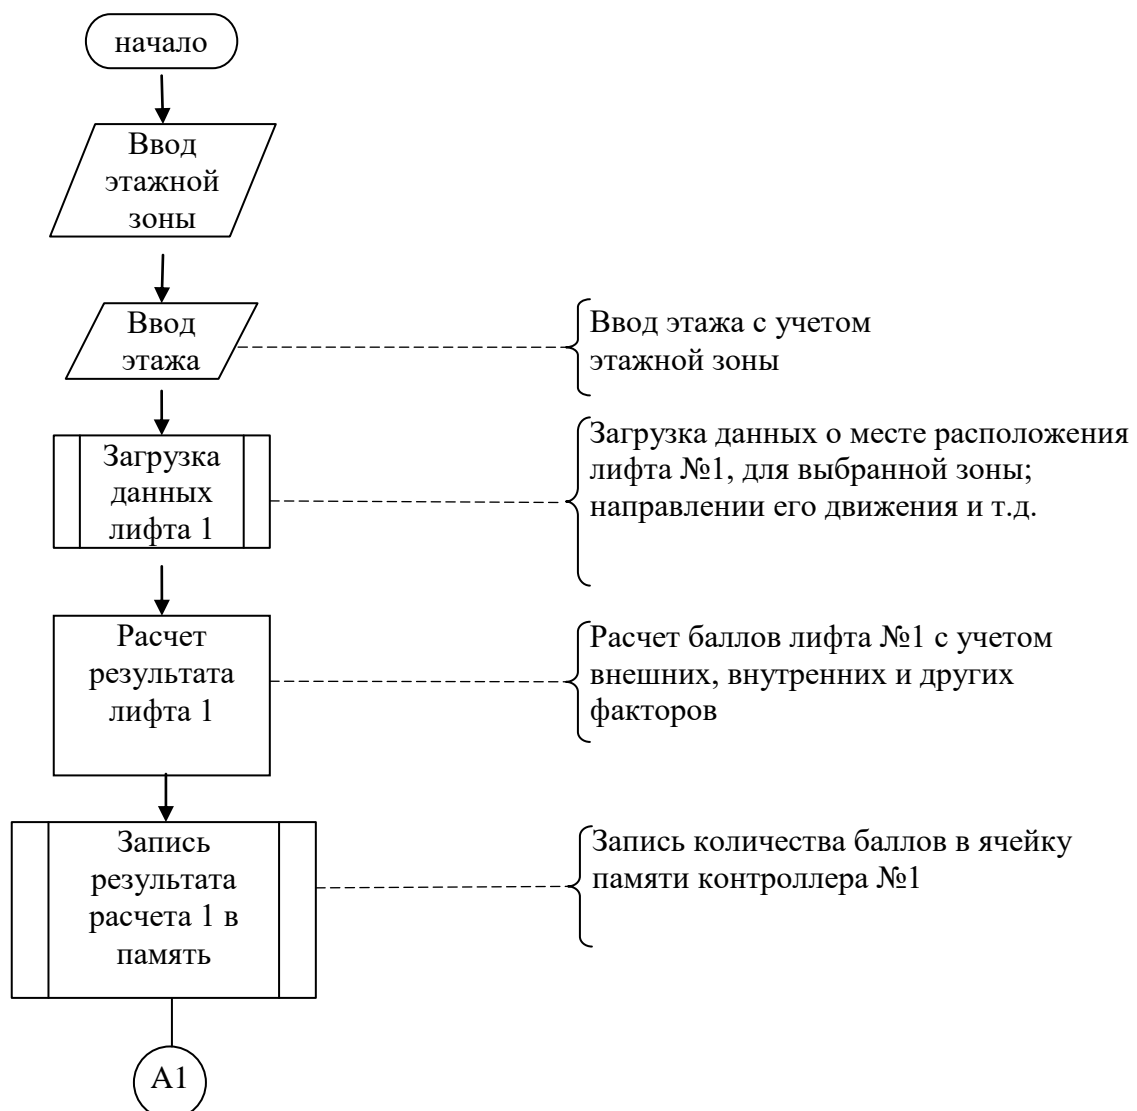 начало
Ввод
этажной
зоны
Ввод
этажа
Ввод этажа с учетом
этажной зоны
Загрузка
данных
лифта 1
Загрузка данных о месте расположения
лифта №1, для выбранной зоны;
направлении его движения и т.д.
Расчет
результата
лифта 1
Расчет баллов лифта №1 с учетом
внешних, внутренних и других
факторов
Запись
результата
расчета 1 в
память
Запись количества баллов в ячейку
памяти контроллера №1
А1